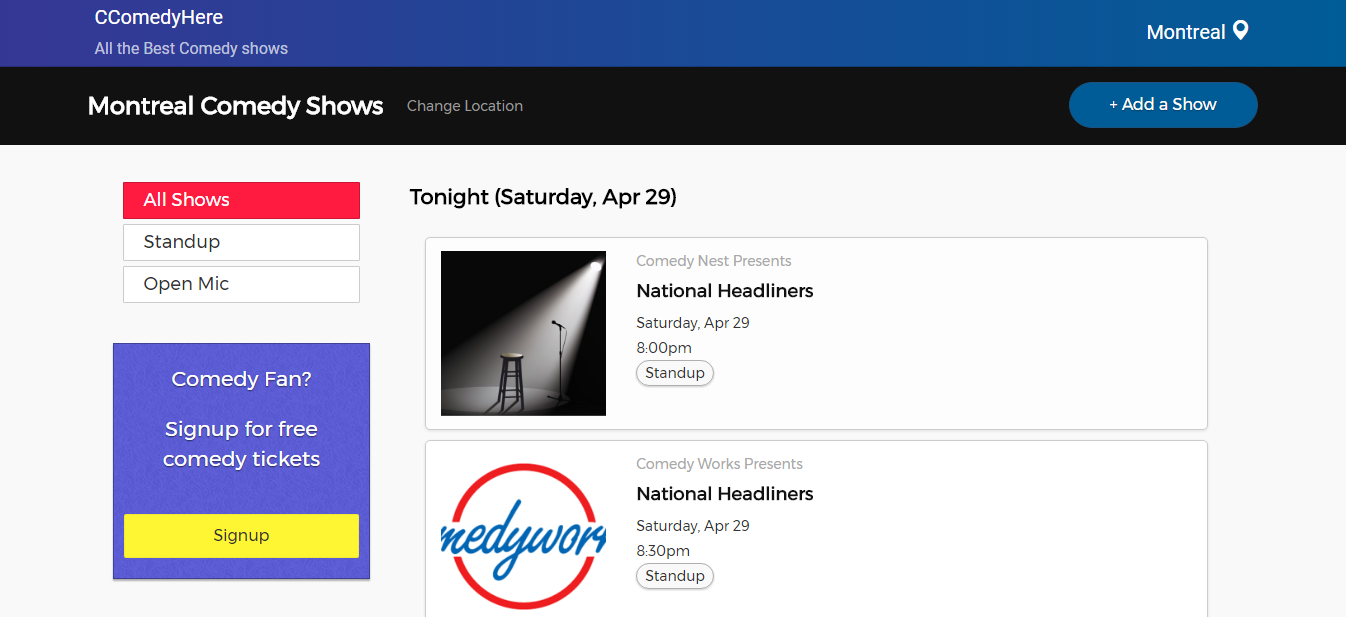 CComedyHere
All the Best Comedy shows
Montreal
Montreal Comedy Shows
Change Location
+ Add a Show
All Shows
Standup
Open Mic
Comedy Fan?
Signup for free
comedy tickets
Signup
Tonight (Saturday, Apr 29)
Comedy Nest Presents
National Headliners
Saturday, Apr 29
8:00pm
Standup
medywor
Comedy Works Presents
National Headliners
Saturday, Apr 29
8:30pm
Standup